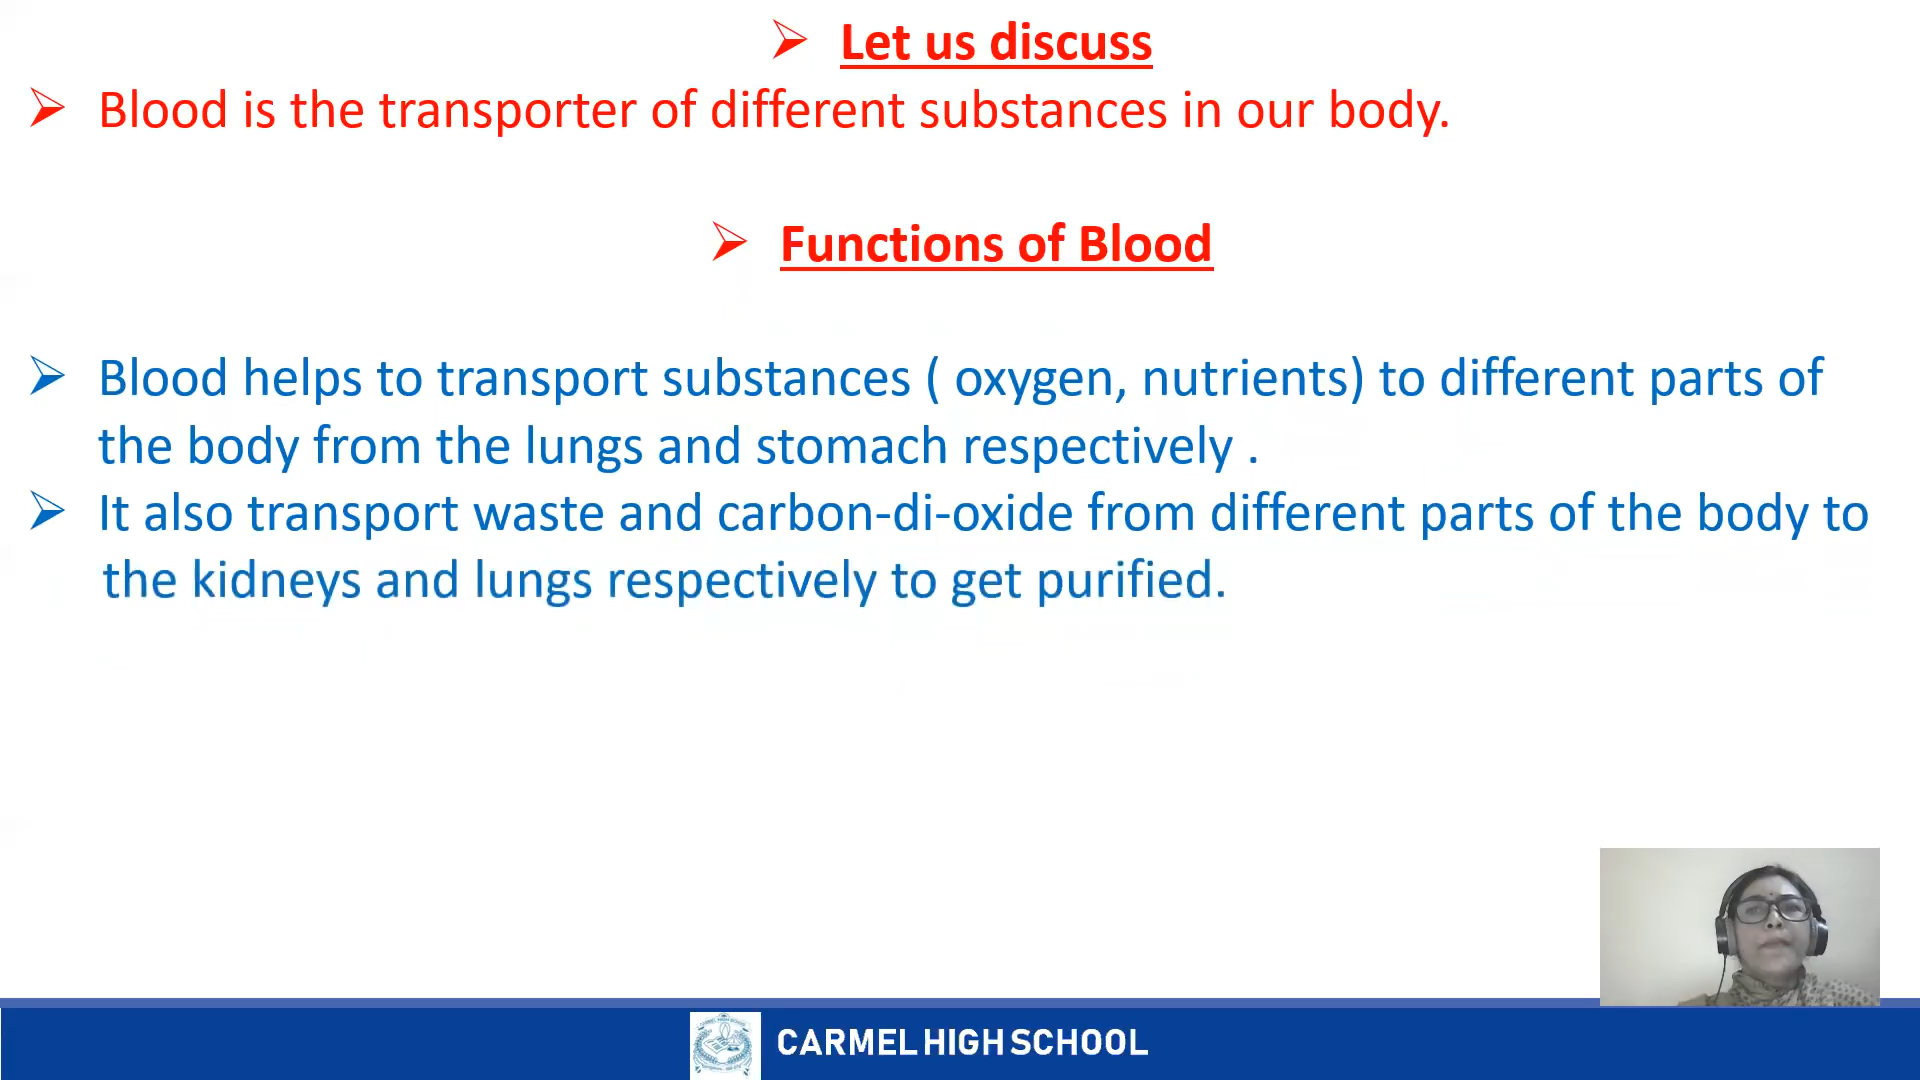 ➢ Let us discuss
➢ Blood is the transporter of different substances in our body.
➢ Functions of Blood
➢ Blood helps to transport substances ( oxygen, nutrients) to different parts of
the body from the lungs and stomach respectively .
➢ It also transport waste and carbon-di-oxide from different parts of the body to
the kidneys and lungs respectively to get purified.
CARMEL HIGH SCHOOL